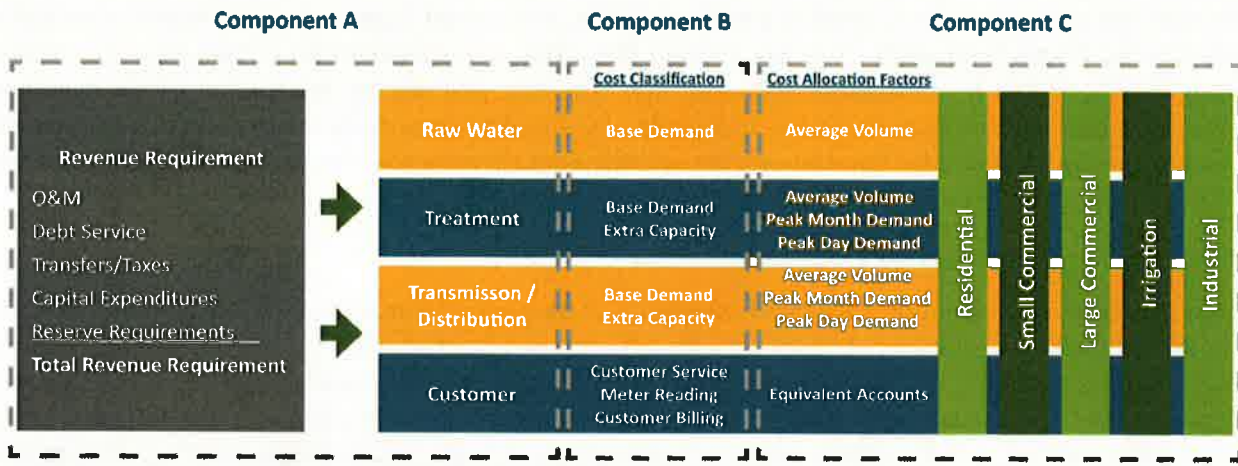 Component A
Component B
Component C
Cost Classification
Cost Allocation Factors
Revenue Requirement
O&M
Debt Service
Transfers/Taxes
Capital Expenditures
Reserve Requirements
Total Revenue Requirement
Raw Water
Base Demand
Average Volume
Treatment
Base Demand
Extra Capacity
Average Volume
Peak Month Demand
Peak Day Demand
Transmisson /
Distribution
Base Demand
Extra Capacity
Average Volume
Peak Month Demand
Peak Day Demand
Customer
Customer Service
Meter Reading
Customer Billing
Equivalent Accounts
Residential
Small Commercial
Large Commercial
Irrigation
Industrial